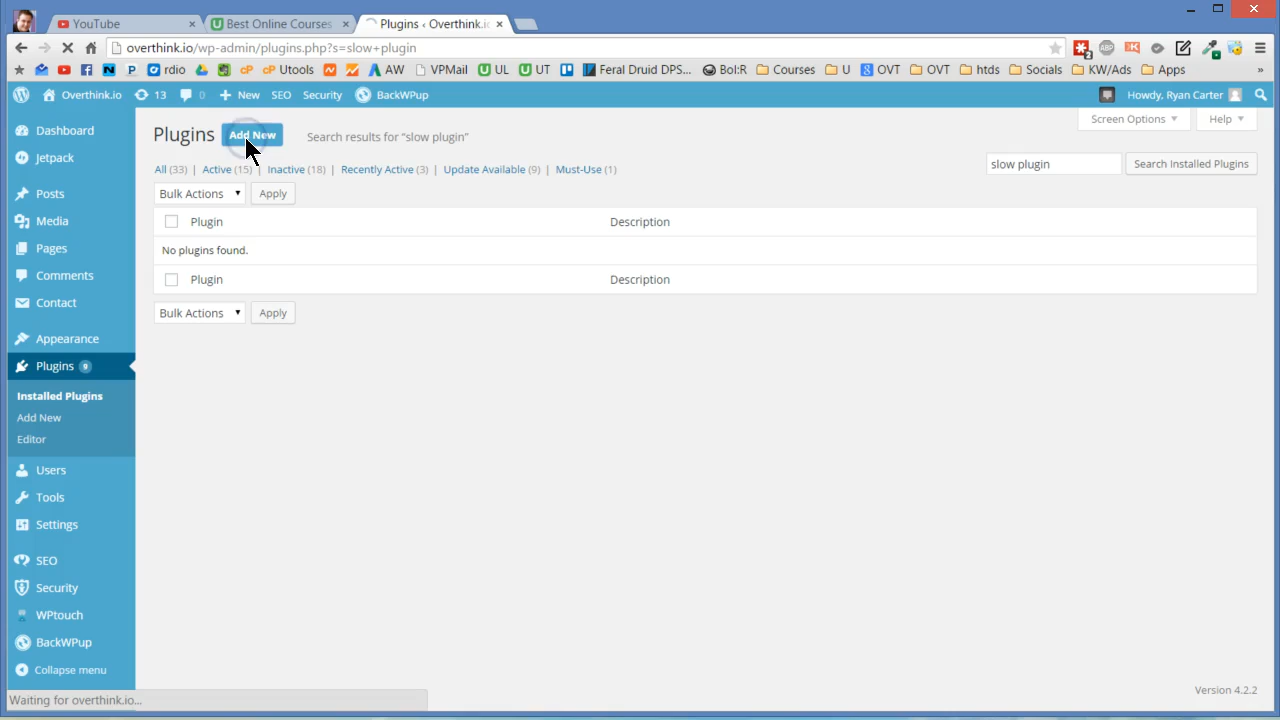 YouTube
Best Online Courses
Plugins ‹ Overthink.i
overthink.io/wp-admin/plugins.php?s=slow+plugin
rdio
cP
cP Utools
AW
VPMail
UL
UT
Feral Druid DPS...
Bol:R
Courses
U
OVT
OVT
htds
Socials
KW/Ads
Apps
»
Overthink.io
13
0
New
SEO
Security
BackWPup
Howdy, Ryan Carter
Dashboard
Jetpack
Posts
Media
Pages
Comments
Contact
Appearance
Plugins 9
Installed Plugins
Add New
Editor
Users
Tools
Settings
SEO
Security
WPtouch
BackWPup
Collapse menu
Screen Options
Help
Plugins Add New Search results for “slow plugin”
All (33) | Active (15) | Inactive (18) | Recently Active (3) | Update Available (9) | Must-Use (1)
slow plugin
Search Installed Plugins
Bulk Actions
Apply
Plugin Description
No plugins found.
Plugin Description
Bulk Actions
Apply
Version 4.2.2
Waiting for overthink.io...